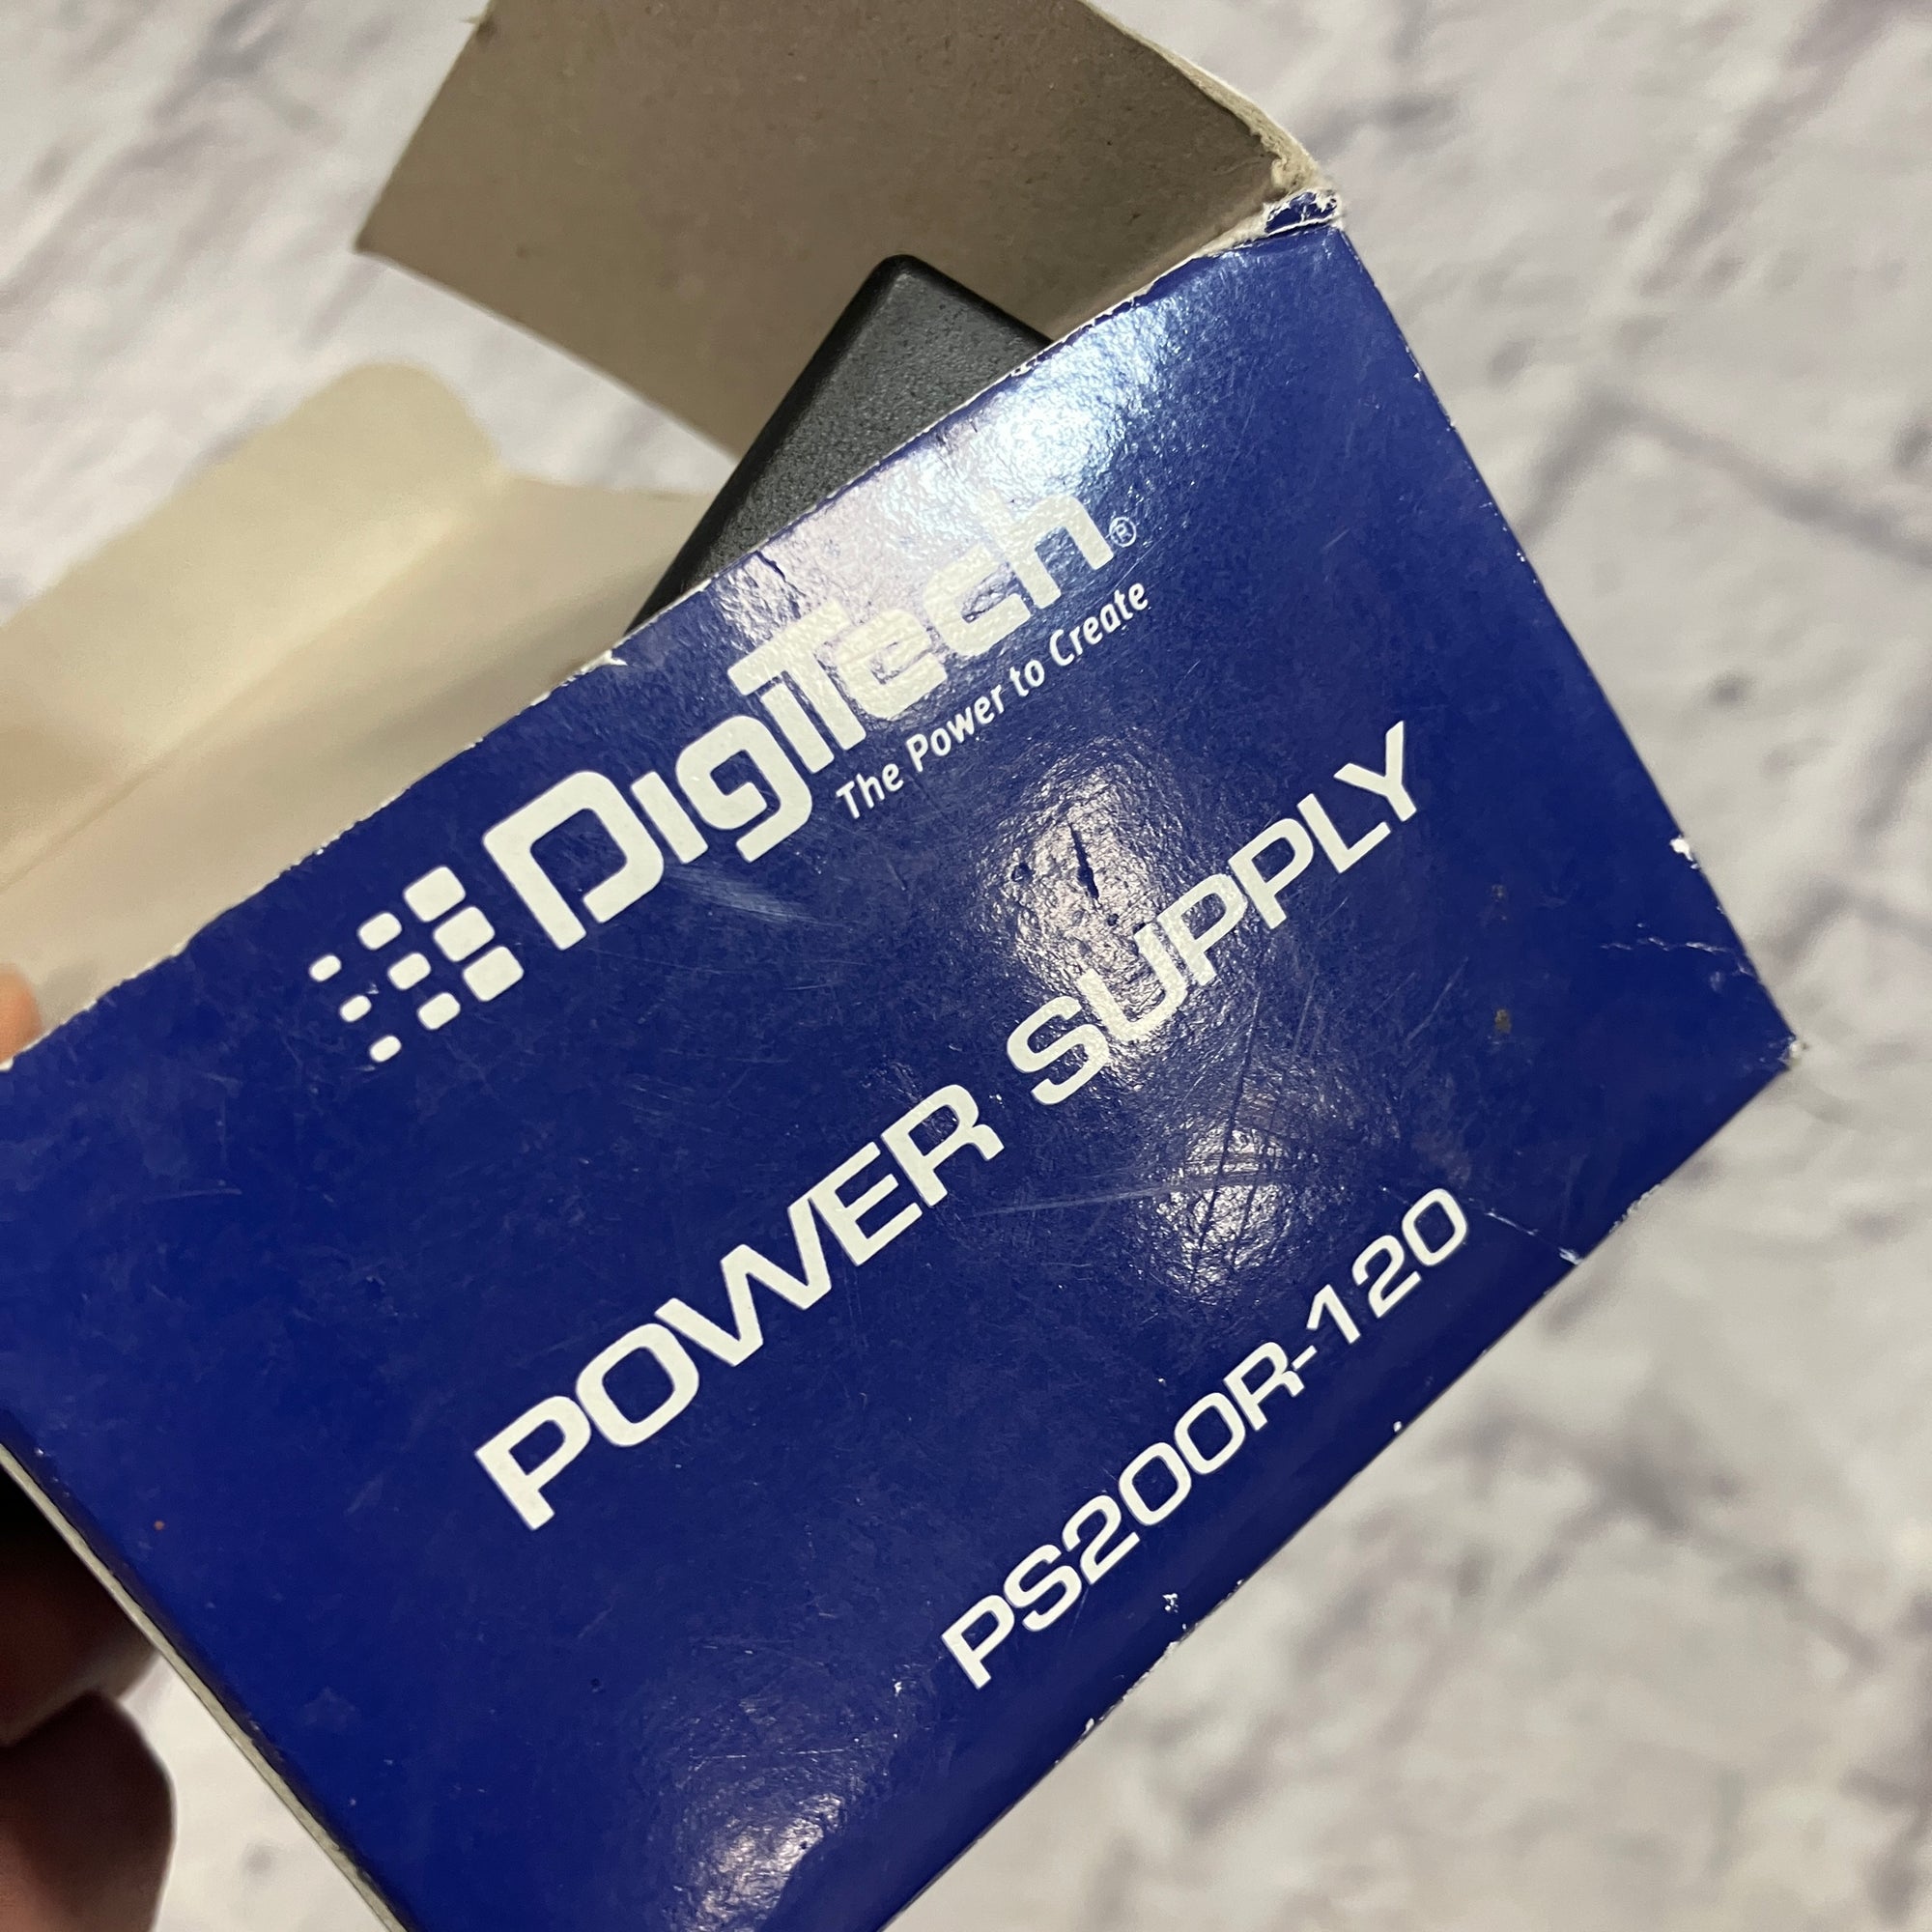 DigiTech®
The Power to Create
POWER SUPPLY
PS200R-120